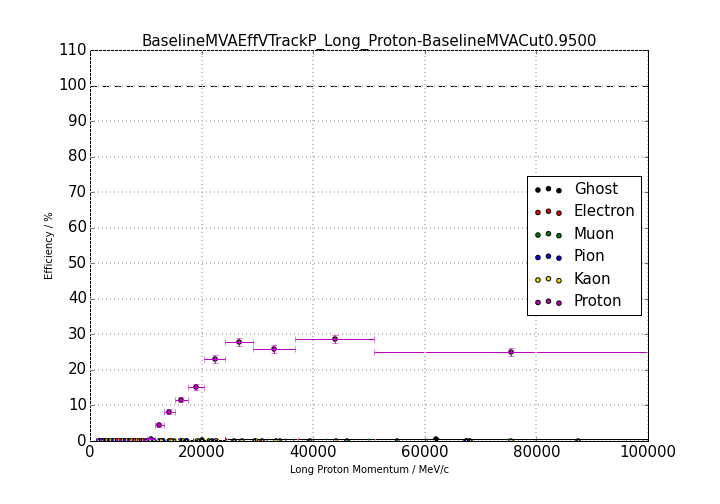 BaselineMVAEffVTrackP_Long_Proton-BaselineMVACut0.9500
110
100
90
80
70
60
50
40
30
20
10
0
Efficiency / %
Ghost
Electron
Muon
Pion
Kaon
Proton
0 20000 40000 60000 80000 100000
Long Proton Momentum / MeV/c